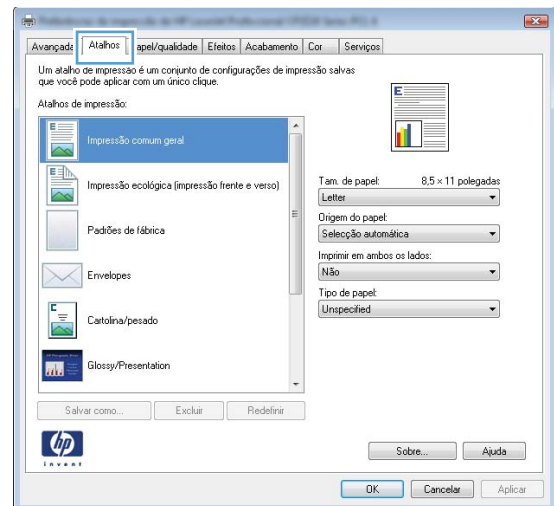 Avançada Atalhos Papel/qualidade Efeitos Acabamento Cor Serviços
Um atalho de impressão é um conjunto de configurações de impressão salvas
que você pode aplicar com um único clique.
Atalhos de impressão:
Impressão comum geral
Impressão ecológica (impressão frente e verso)
Padrões de fábrica
Envelopes
Cartolina/pesado
Glossy/Presentation
Salvar como... Excluir Redefinir
Tam. de papel: 8,5 × 11 polegadas
Letter
Origem do papel:
Selecção automática
Imprimir em ambos os lados:
Não
Tipo de papel:
Unspecified
hp
invent
Sobre... Ajuda
OK Cancelar Aplicar